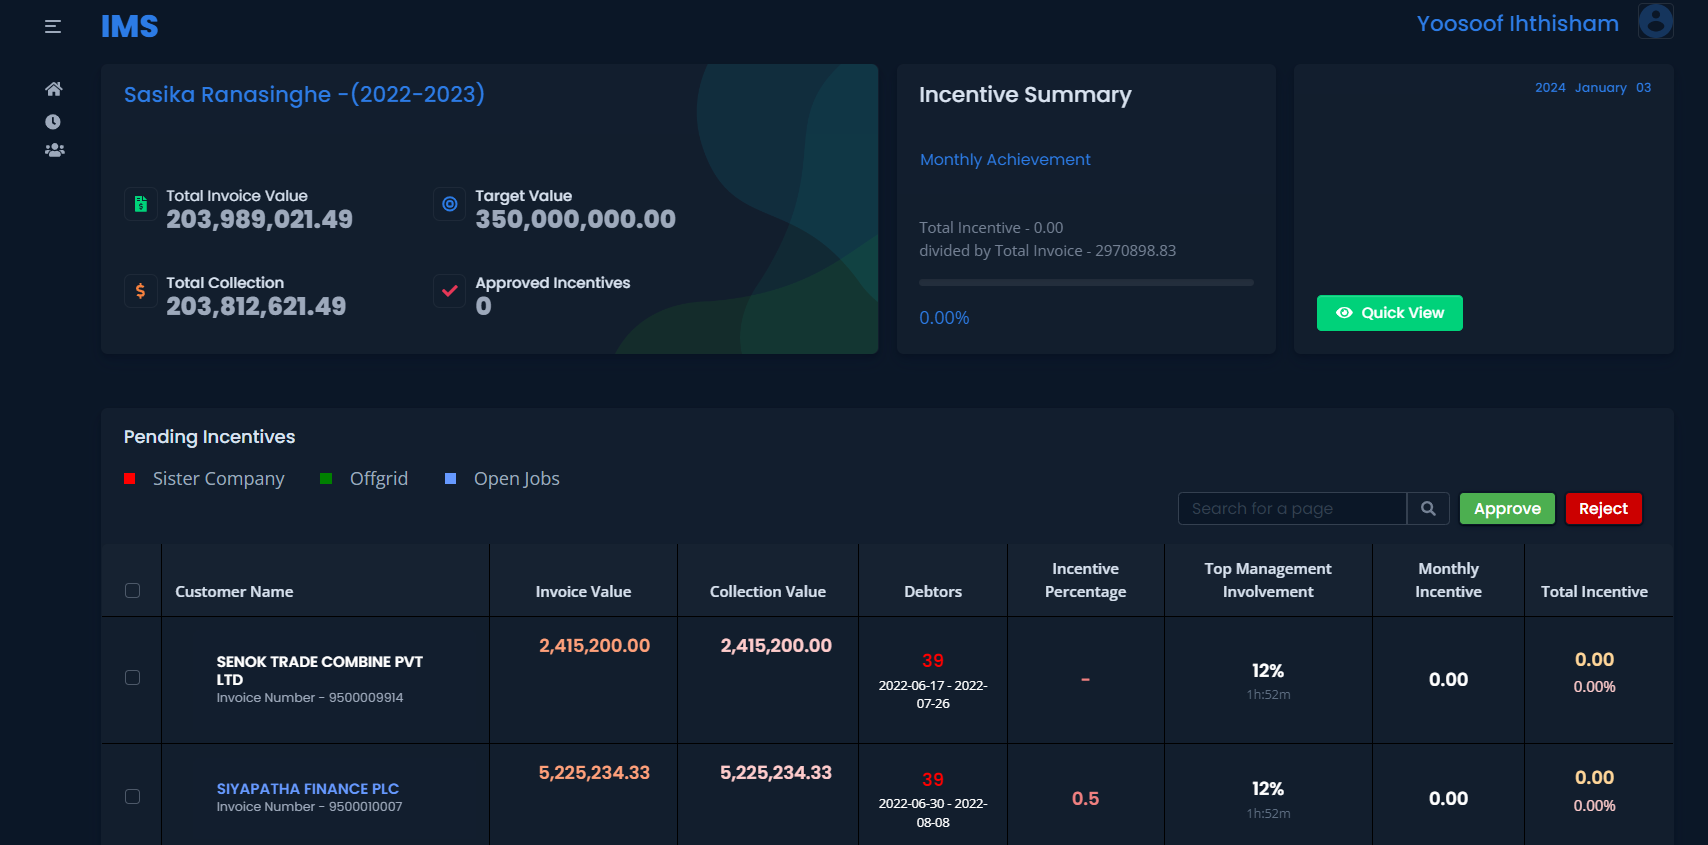 IMS
Yoosoof Ihthisham
Sasika Ranasinghe -(2022-2023)
Total Invoice Value
203,989,021.49
Target Value
350,000,000.00
Total Collection
203,812,621.49
Approved Incentives
0
Incentive Summary
Monthly Achievement
Total Incentive - 0.00
divided by Total Invoice - 2970898.83
0.00%
2024 January 03
Quick View
Pending Incentives
Sister Company
Offgrid
Open Jobs
Search for a page
Approve
Reject
Customer Name
Invoice Value
Collection Value
Debtors
Incentive
Percentage
Top Management
Involvement
Monthly
Incentive
Total Incentive
SENOK TRADE COMBINE PVT
LTD
Invoice Number - 9500009914
2,415,200.00
2,415,200.00
39
2022-06-17 - 2022-
07-26
-
12%
1h:52m
0.00
0.00
0.00%
SIYAPATHA FINANCE PLC
Invoice Number - 9500010007
5,225,234.33
5,225,234.33
39
2022-06-30 - 2022-
08-08
0.5
12%
1h:52m
0.00
0.00
0.00%